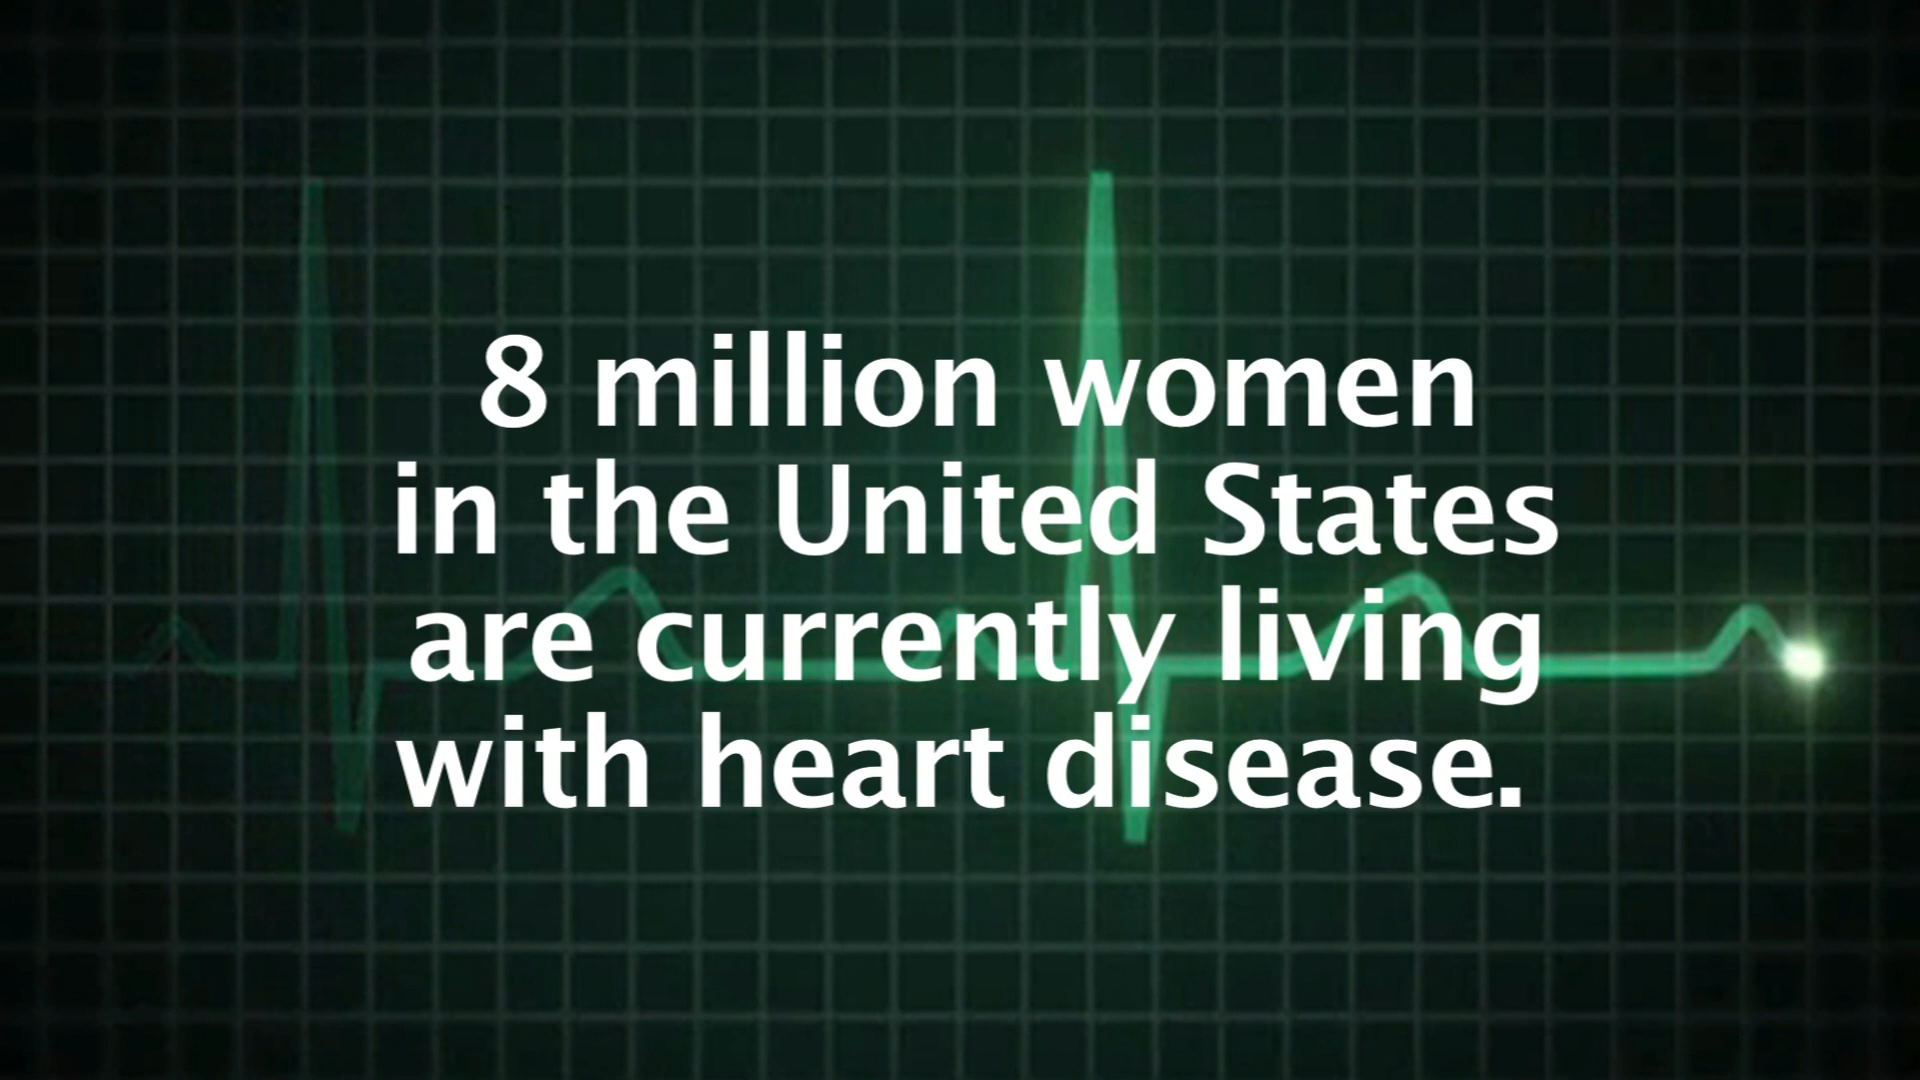 8 million women
in the United States
are currently living
with heart disease.